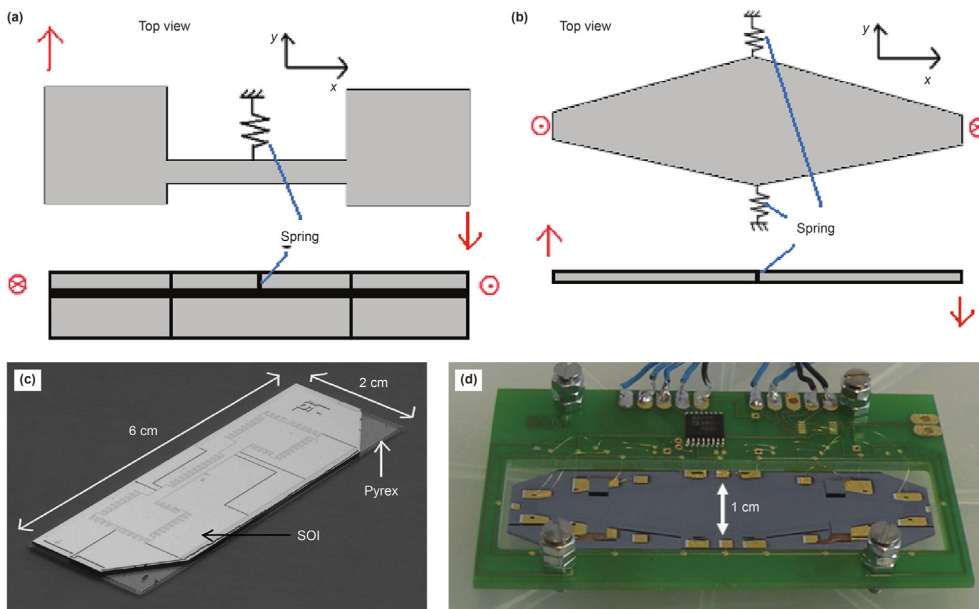 (a)
Top view
y
x
Spring
(b)
Top view
y
x
Spring
(c)
2 cm
6 cm
Pyrex
SOI
(d)
1 cm